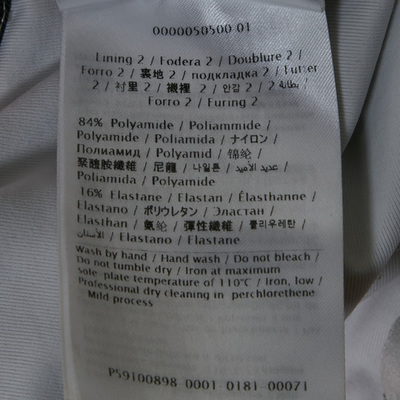 0000050500 01
Lining 2 / Fodera 2 / Doublure 2 /
Forro 2 / 裏地 2 / подкладка 2 / Futter
2 / 衬里 2 / 襯裡 2 / 안감 2 / 2 بطانة /
Forro 2 / Furing 2
84% Polyamide / Poliammide /
Polyamide / Poliamida / ナイロン /
Полиамид / Polyamid / 锦纶 /
聚醯胺纖維 / 尼龍 / 나일론 / عديد الأميد /
Poliamida / Polyamide
16% Elastane / Elastan / Élasthanne /
Elastano / ポリウレタン / Эластан /
Elasthan / 氨纶 / 彈性纖維 / 폴리우레탄 /
الأستان / Elastano / Elastane
Wash by hand / Hand wash / Do not bleach /
Do not tumble dry / Iron at maximum
sole-plate temperature of 110°C / Iron, low /
Professional dry cleaning in perchlorethene
Mild process
PS9100898-0001 0181-00071